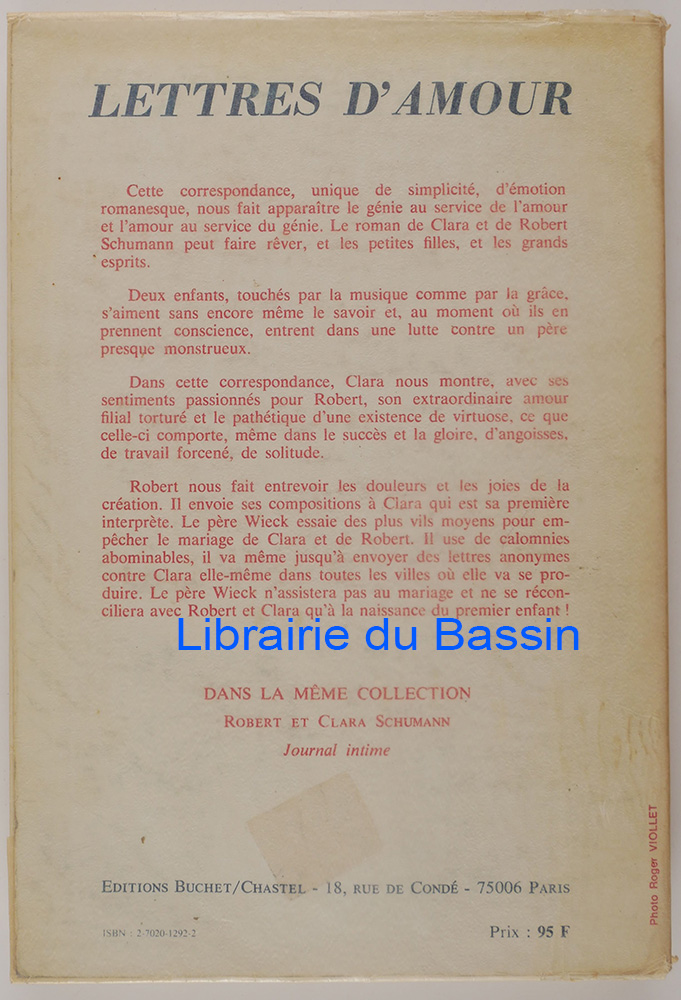 LETTRES D'AMOUR
Cette correspondance, unique de simplicité, d'émotion
romanesque, nous fait apparaître le génie au service de l'amour
et l'amour au service du génie. Le roman de Clara et de Robert
Schumann peut faire rêver, et les petites filles, et les grands
esprits.
Deux enfants, touchés par la musique comme par la grâce,
s'aiment sans encore même le savoir et, au moment où ils en
prennent conscience, entrent dans une lutte contre un père
presque monstrueux.
Dans cette correspondance, Clara nous montre, avec ses
sentiments passionnés pour Robert, son extraordinaire amour
filial torturé et le pathétique d'une existence de virtuose, ce que
celle-ci comporte, même dans le succès et la gloire, d'angoisses,
de travail forcené, de solitude.
Robert nous fait entrevoir les douleurs et les joies de la
création. Il envoie ses compositions à Clara qui est sa première
interprète. Le père Wieck essaie des plus vils moyens pour em-
pêcher le mariage de Clara et de Robert. Il use de calomnies
abominables, il va même jusqu'à envoyer des lettres anonymes
contre Clara elle-même dans toutes les villes où elle va se pro-
duire. Le père Wieck n'assistera pas au mariage et ne se récon-
ciliera avec Robert et Clara qu'à la naissance du premier enfant !
Librairie du Bassin
DANS LA MÊME COLLECTION
ROBERT ET CLARA SCHUMANN
Journal intime
EDITIONS BUCHET/CHASTEL - 18, RUE DE CONDÉ - 75006 PARIS
ISBN : 2-7020-1292-2
Prix : 95 F
Photo Roger VIOLLET